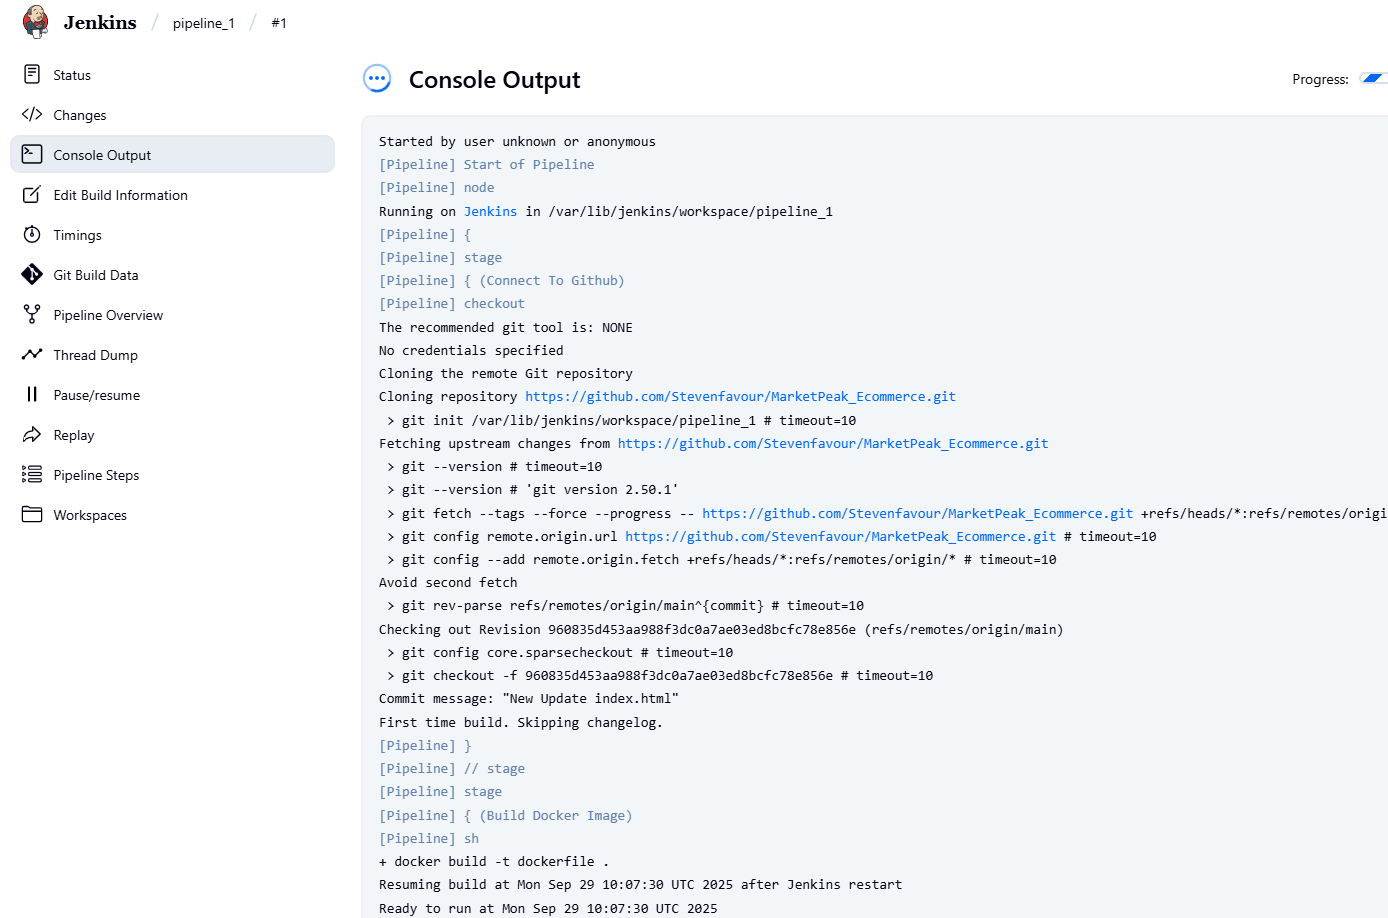 Jenkins / pipeline_1 / #1
Status
Changes
Console Output
Edit Build Information
Timings
Git Build Data
Pipeline Overview
Thread Dump
Pause/resume
Replay
Pipeline Steps
Workspaces
Console Output
Progress:
Started by user unknown or anonymous
[Pipeline] Start of Pipeline
[Pipeline] node
Running on Jenkins in /var/lib/jenkins/workspace/pipeline_1
[Pipeline] {
[Pipeline] stage
[Pipeline] { (Connect To Github)
[Pipeline] checkout
The recommended git tool is: NONE
No credentials specified
Cloning the remote Git repository
Cloning repository https://github.com/Stevenfavour/MarketPeak_Ecommerce.git
> git init /var/lib/jenkins/workspace/pipeline_1 # timeout=10
Fetching upstream changes from https://github.com/Stevenfavour/MarketPeak_Ecommerce.git
> git --version # timeout=10
> git --version # 'git version 2.50.1'
> git fetch --tags --force --progress -- https://github.com/Stevenfavour/MarketPeak_Ecommerce.git +refs/heads/*:refs/remotes/origi
> git config remote.origin.url https://github.com/Stevenfavour/MarketPeak_Ecommerce.git # timeout=10
> git config --add remote.origin.fetch +refs/heads/*:refs/remotes/origin/* # timeout=10
Avoid second fetch
> git rev-parse refs/remotes/origin/main^{commit} # timeout=10
Checking out Revision 960835d453aa988f3dc0a7ae03ed8bcfc78e856e (refs/remotes/origin/main)
> git config core.sparsecheckout # timeout=10
> git checkout -f 960835d453aa988f3dc0a7ae03ed8bcfc78e856e # timeout=10
Commit message: "New Update index.html"
First time build. Skipping changelog.
[Pipeline] }
[Pipeline] // stage
[Pipeline] stage
[Pipeline] { (Build Docker Image)
[Pipeline] sh
+ docker build -t dockerfile .
Resuming build at Mon Sep 29 10:07:30 UTC 2025 after Jenkins restart
Ready to run at Mon Sep 29 10:07:30 UTC 2025